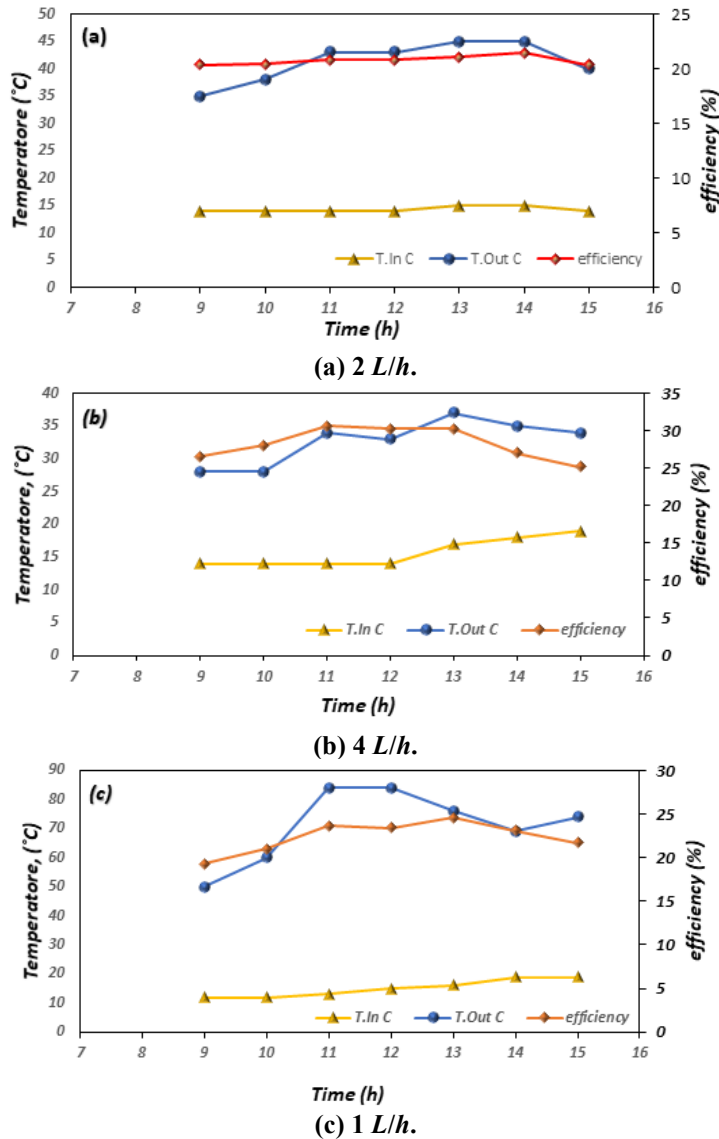 (a)
50
45
40
35
30
25
20
15
10
5
0
Temperatore (˚C)
25
20
15
10
5
0
efficiency (%)
T.In C T.Out C efficiency
7 8 9 10 11 12 13 14 15 16
Time (h)
(a) 2 L/h.
(b)
40
35
30
25
20
15
10
5
0
Temperatore, (˚C)
35
30
25
20
15
10
5
0
efficiency (%)
T.In C T.Out C efficiency
7 8 9 10 11 12 13 14 15 16
Time (h)
(b) 4 L/h.
(c)
90
80
70
60
50
40
30
20
10
0
Temperatore, (˚C)
30
25
20
15
10
5
0
efficiency (%)
T.In C T.Out C efficiency
7 8 9 10 11 12 13 14 15 16
Time (h)
(c) 1 L/h.